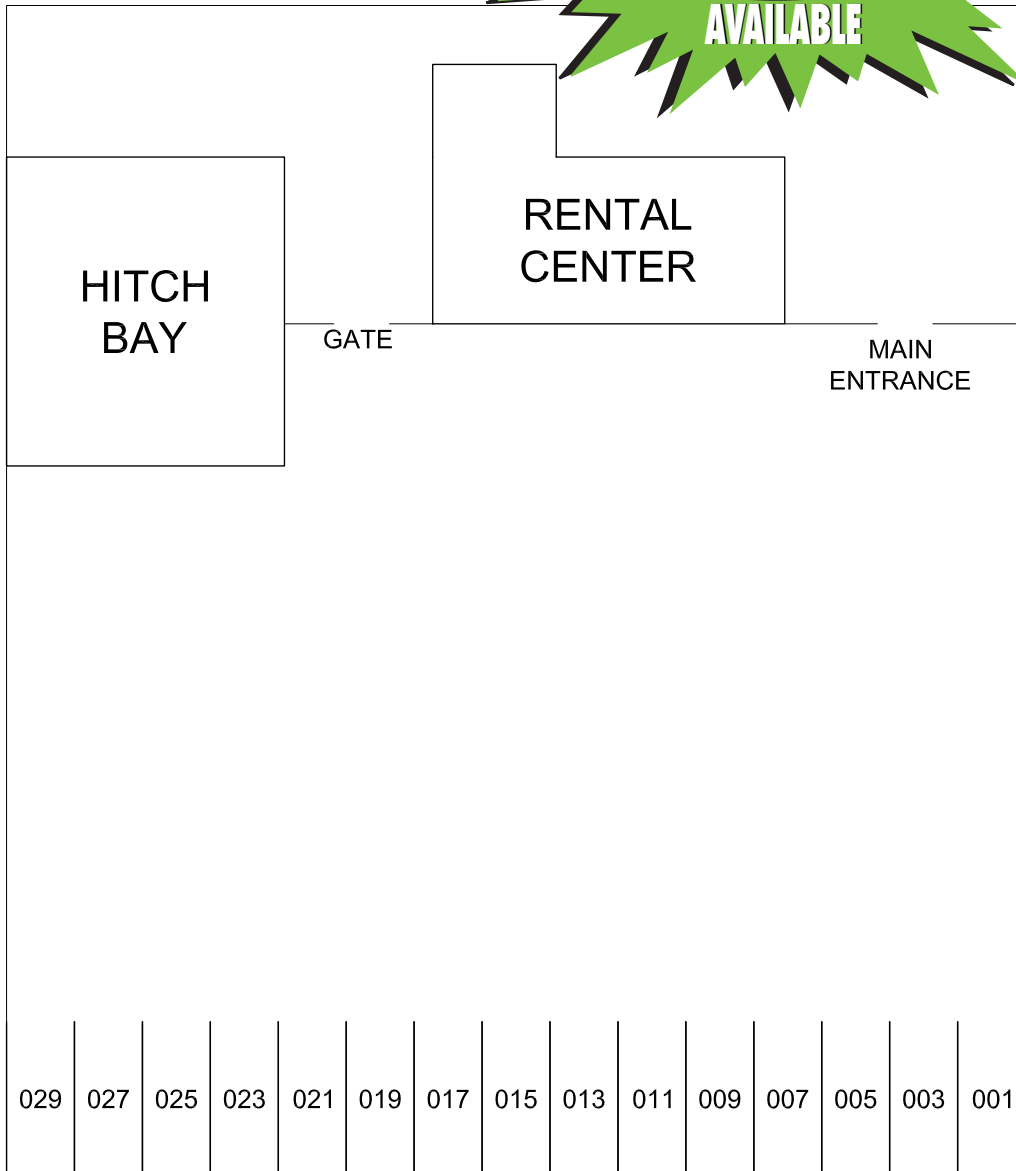 AVAILABLE
RENTAL
CENTER
HITCH
BAY
GATE
MAIN
ENTRANCE
029 027 025 023 021 019 017 015 013 011 009 007 005 003 001